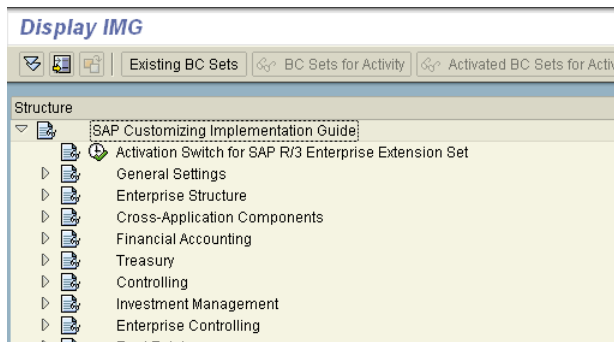 Display IMG
Existing BC Sets BC Sets for Activity Activated BC Sets for Activ
Structure
SAP Customizing Implementation Guide
Activation Switch for SAP R/3 Enterprise Extension Set
General Settings
Enterprise Structure
Cross-Application Components
Financial Accounting
Treasury
Controlling
Investment Management
Enterprise Controlling